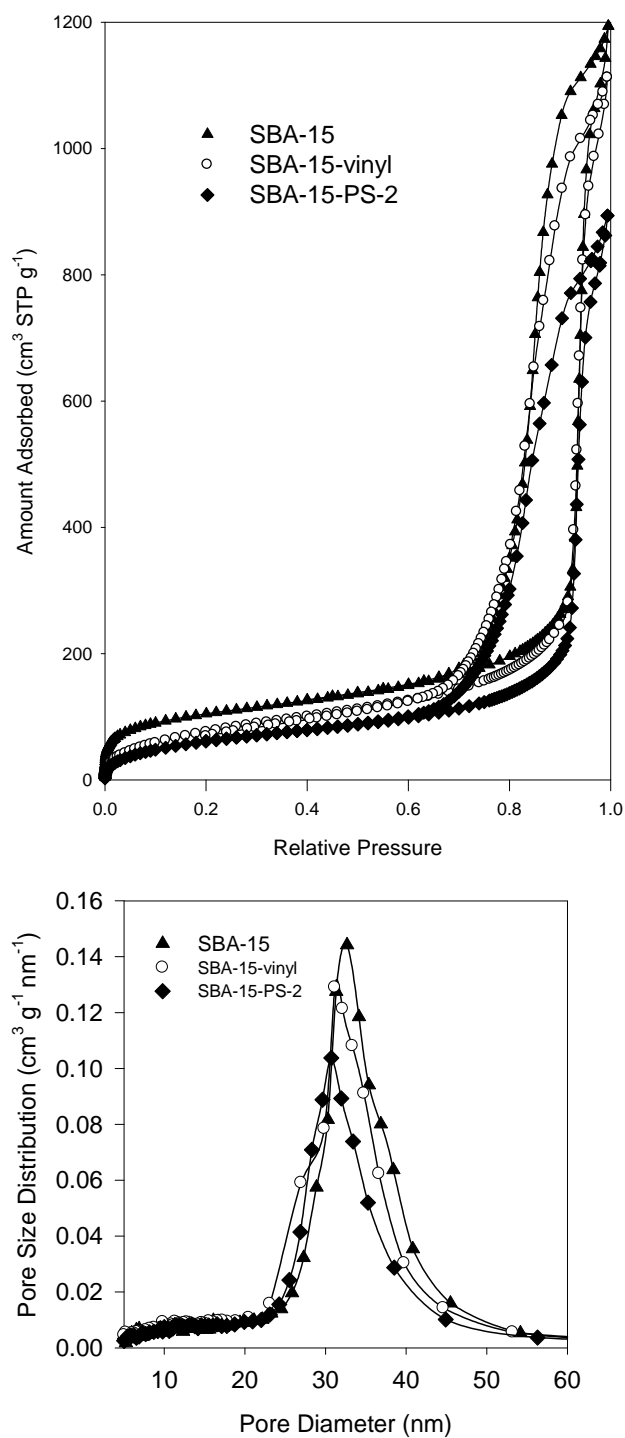 1200
1000
800
600
400
200
0
Amount Adsorbed (cm³ STP g⁻¹)
SBA-15
SBA-15-vinyl
SBA-15-PS-2
0.0 0.2 0.4 0.6 0.8 1.0
Relative Pressure
0.16
0.14
0.12
0.10
0.08
0.06
0.04
0.02
0.00
Pore Size Distribution (cm³ g⁻¹ nm⁻¹)
SBA-15
SBA-15-vinyl
SBA-15-PS-2
10 20 30 40 50 60
Pore Diameter (nm)